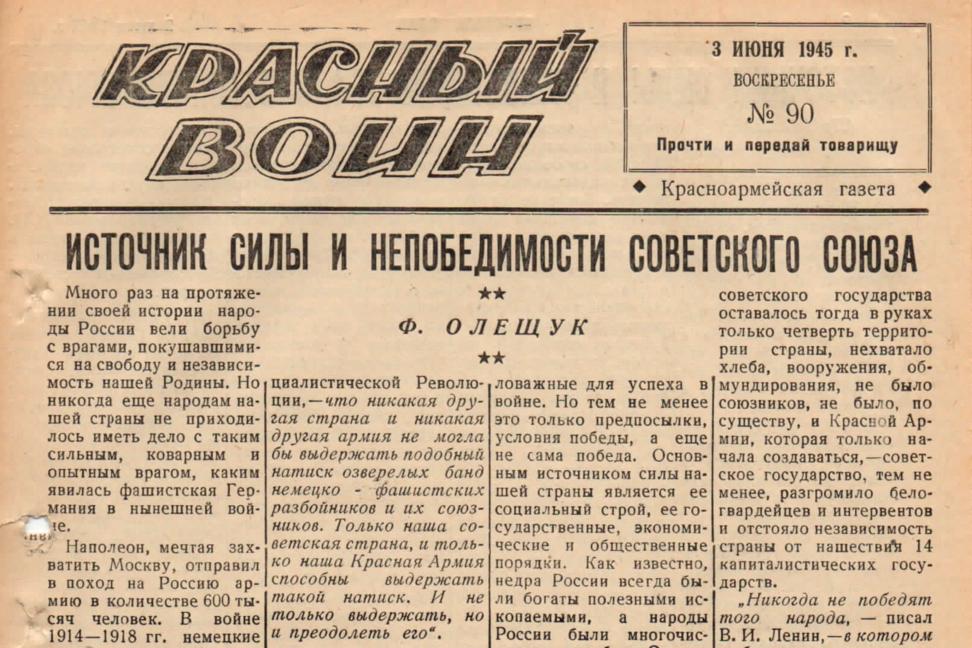 КРАСНЫЙ
ВОИН
3 ИЮНЯ 1945 г.
ВОСКРЕСЕНЬЕ
№ 90
Прочти и передай товарищу
◆ Красноармейская газета ◆
ИСТОЧНИК СИЛЫ И НЕПОБЕДИМОСТИ СОВЕТСКОГО СОЮЗА
★★
Ф. ОЛЕЩУК
★★
Много раз на протяже-
нии своей истории наро-
ды России вели борьбу
с врагами, покушавшими-
ся на свободу и независи-
мость нашей Родины. Но
никогда еще народам на-
шей страны не приходи-
лось иметь дело с таким
сильным, коварным и
опытным врагом, каким
явилась фашистская Гер-
мания в нынешней вой-
не.
Наполеон, мечтая зах-
ватить Москву, отправил
в поход на Россию ар-
мию в количестве 600 ты-
сяч человек. В войне
1914—1918 гг. немецкие
циалистической Револю-
ции,—что никакая дру-
гая страна и никакая
другая армия не могла
бы выдержать подобный
натиск озверелых банд
немецко - фашистских
разбойников и их союз-
ников. Только наша со-
ветская страна, и толь-
ко наша Красная Армия
способны выдержать
такой натиск. И не
только выдержать, но
и преодолеть его“.
ловажные для успеха в
войне. Но тем не менее
это только предпосылки,
условия победы, а еще
не сама победа. Основ-
ным источником силы на-
шей страны является ее
социальный строй, ее го-
сударственные, экономи-
ческие и общественные
порядки. Как известно,
недра России всегда бы-
ли богаты полезными ис-
копаемыми, а народы
России были многочис-
советского государства
оставалось тогда в руках
только четверть террито-
рии страны, нехватало
хлеба, вооружения, об-
мундирования, не было
союзников, не было, по
существу, и Красной Ар-
мии, которая только на-
чала создаваться,—совет-
ское государство, тем не
менее, разгромило бело-
гвардейцев и интервентов
и отстояло независимость
страны от нашествия 14
капиталистических госу-
дарств.
„Никогда не победят
того народа, — писал
В. И. Ленин,—в котором